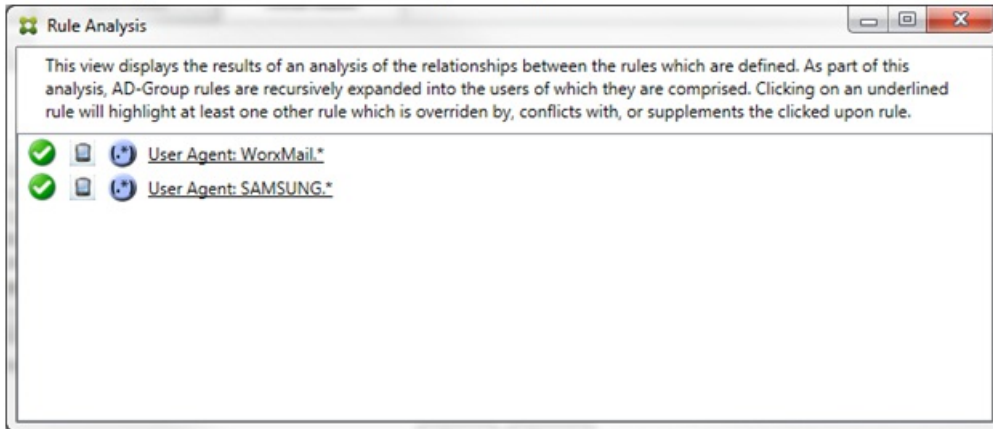 Rule Analysis
This view displays the results of an analysis of the relationships between the rules which are defined. As part of this
analysis, AD-Group rules are recursively expanded into the users of which they are comprised. Clicking on an underlined
rule will highlight at least one other rule which is overriden by, conflicts with, or supplements the clicked upon rule.
(.*) User Agent: WorxMail.*
(.*) User Agent: SAMSUNG.*